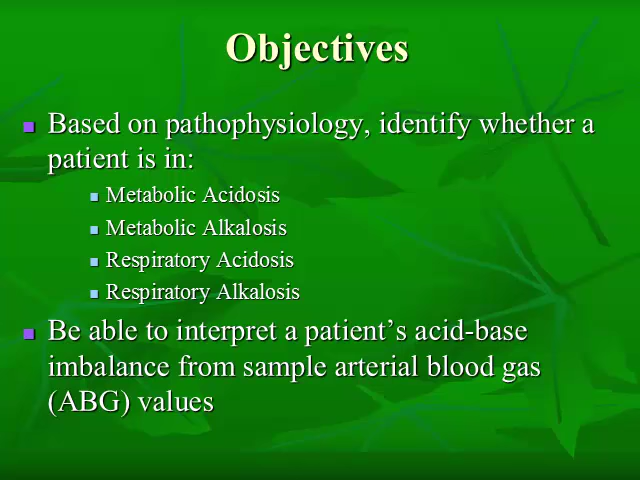 Objectives
Based on pathophysiology, identify whether a
patient is in:
Metabolic Acidosis
Metabolic Alkalosis
Respiratory Acidosis
Respiratory Alkalosis
Be able to interpret a patient’s acid-base
imbalance from sample arterial blood gas
(ABG) values